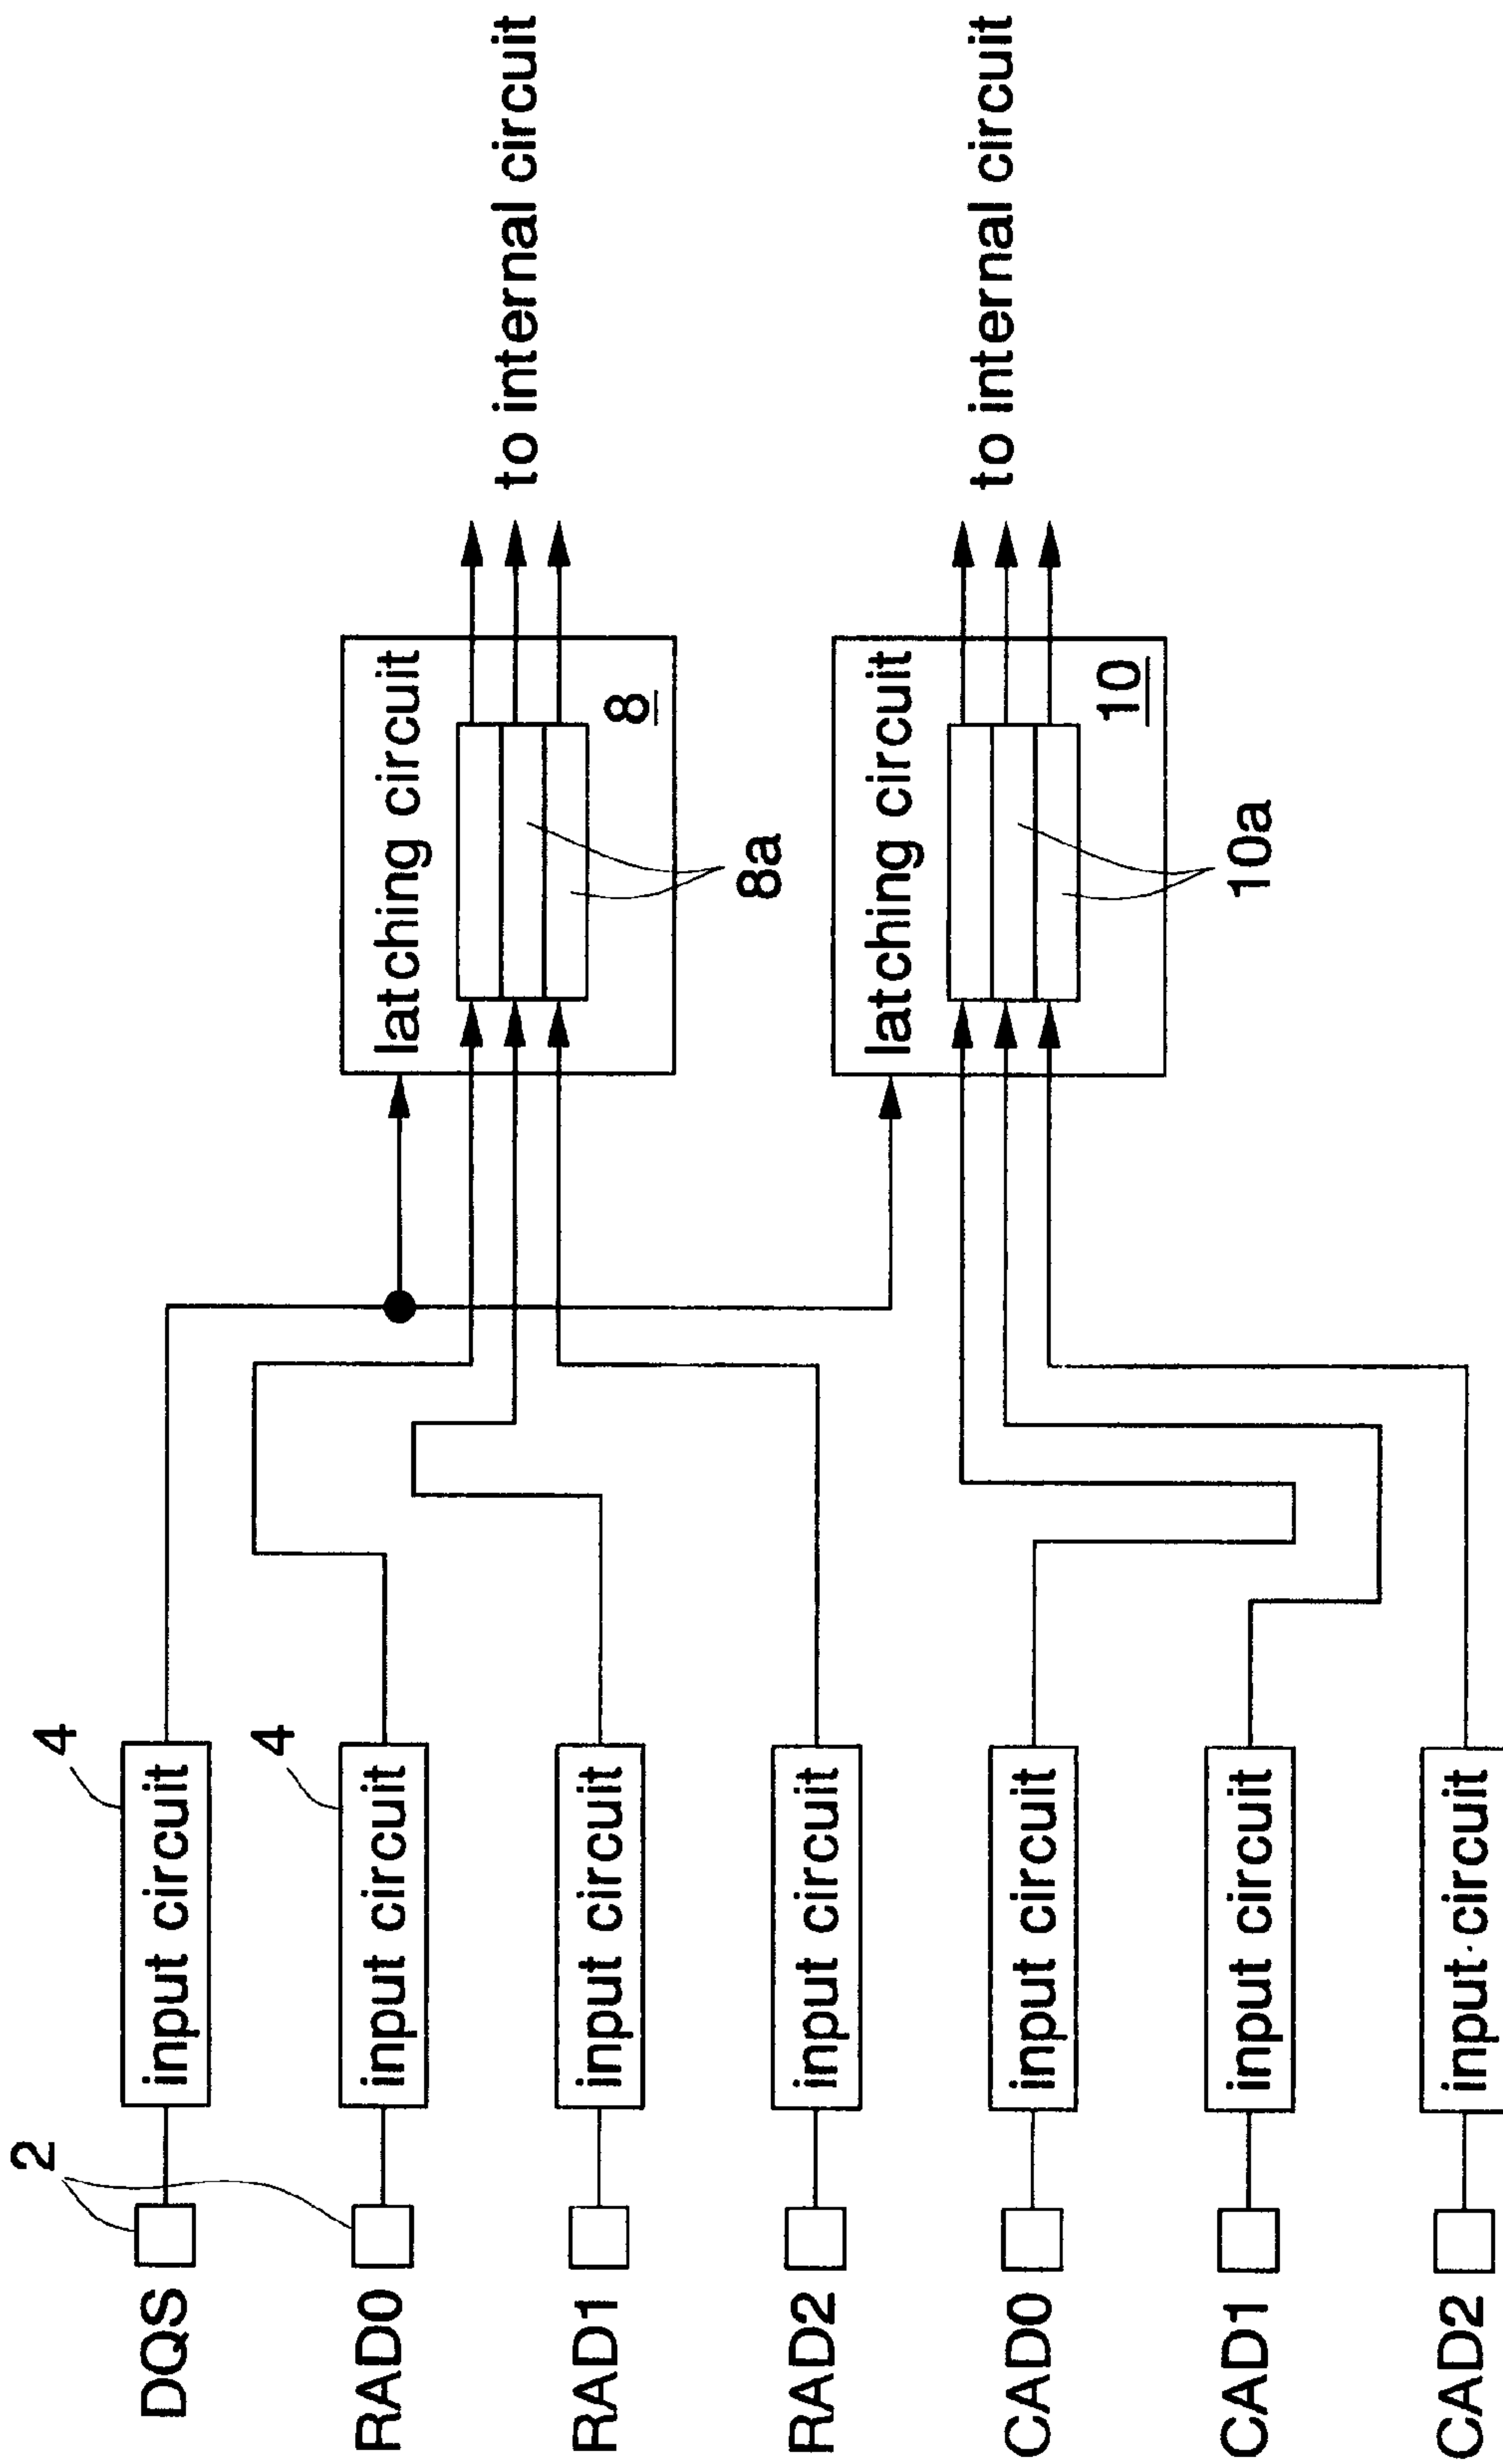 2
4
DQS
input circuit
4
RAD0
input circuit
latching circuit
8
to internal circuit
RAD1
input circuit
8a
RAD2
input circuit
latching circuit
10
to internal circuit
CAD0
input circuit
10a
CAD1
input circuit
CAD2
input circuit